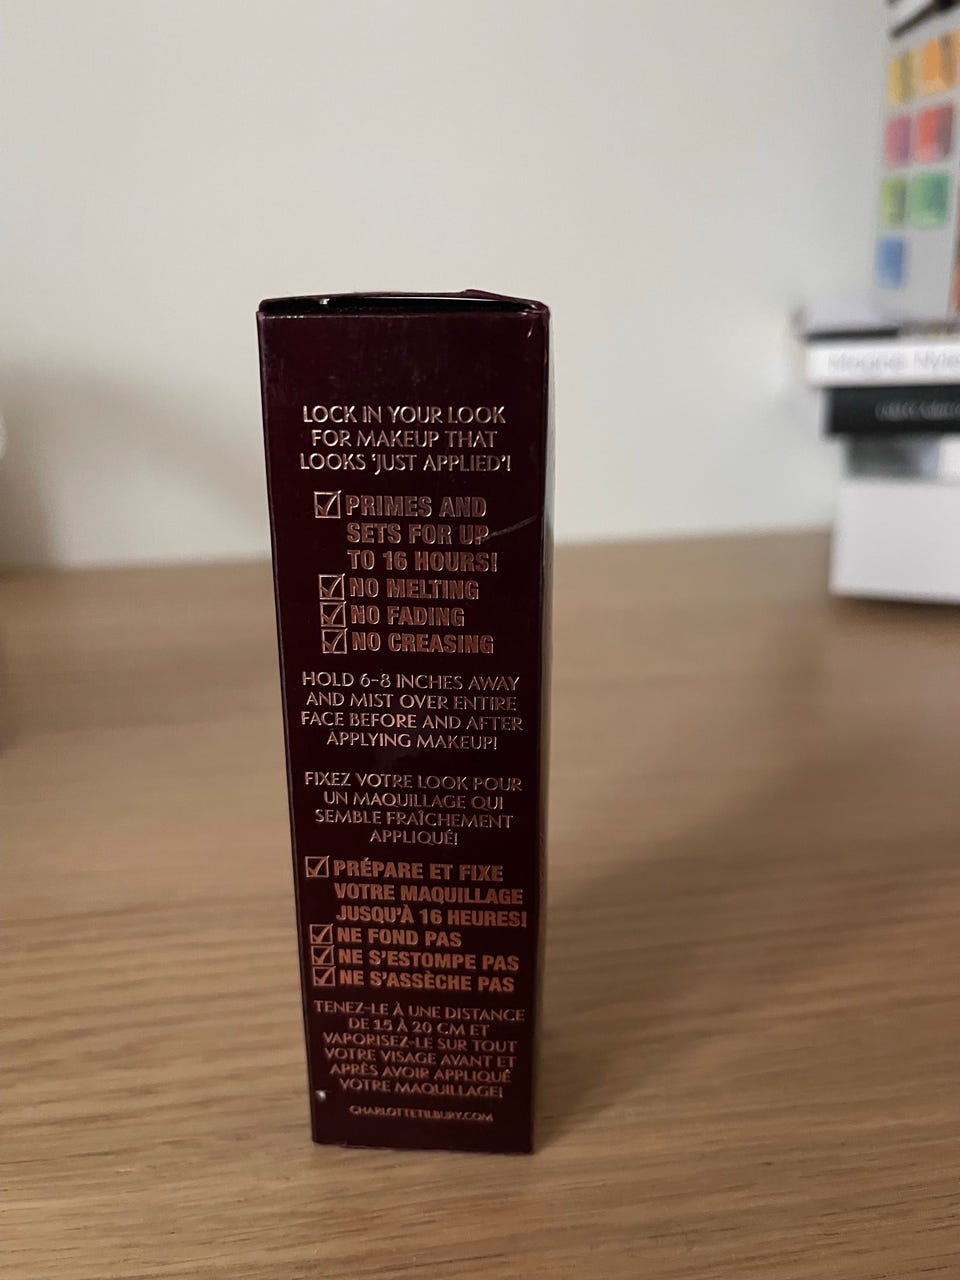 LOCK IN YOUR LOOK
FOR MAKEUP THAT
LOOKS 'JUST APPLIED'!
PRIMES AND
SETS FOR UP
TO 16 HOURS!
NO MELTING
NO FADING
NO CREASING
HOLD 6-8 INCHES AWAY
AND MIST OVER ENTIRE
FACE BEFORE AND AFTER
APPLYING MAKEUP!
FIXEZ VOTRE LOOK POUR
UN MAQUILLAGE QUI
SEMBLE FRAÎCHEMENT
APPLIQUÉ!
PRÉPARE ET FIXE
VOTRE MAQUILLAGE
JUSQU'À 16 HEURES!
NE FOND PAS
NE S'ESTOMPE PAS
NE S'ASSÈCHE PAS
TENEZ-LE À UNE DISTANCE
DE 15 À 20 CM ET
VAPORISEZ-LE SUR TOUT
VOTRE VISAGE AVANT ET
APRÈS AVOIR APPLIQUÉ
VOTRE MAQUILLAGE!
CHARLOTTETILBURY.COM